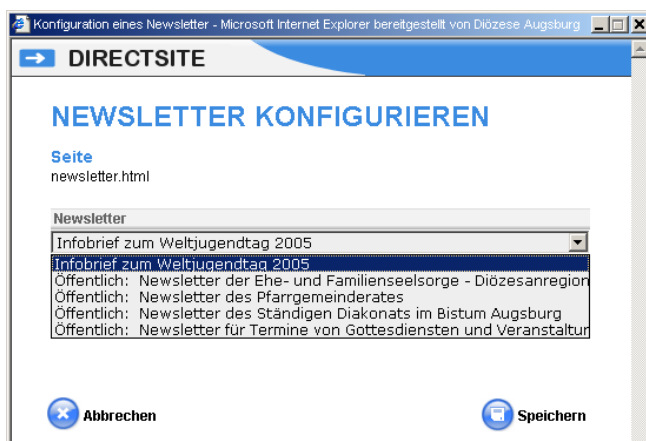 Konfiguration eines Newsletter - Microsoft Internet Explorer bereitgestellt von Diözese Augsburg
DIRECTSITE
NEWSLETTER KONFIGURIEREN
Seite
newsletter.html
Newsletter
Infobrief zum Weltjugendtag 2005
Infobrief zum Weltjugendtag 2005
Öffentlich: Newsletter der Ehe- und Familienseelsorge - Diözesanregion
Öffentlich: Newsletter des Pfarrgemeinderates
Öffentlich: Newsletter des Ständigen Diakonats im Bistum Augsburg
Öffentlich: Newsletter für Termine von Gottesdiensten und Veranstaltur
Abbrechen Speichern